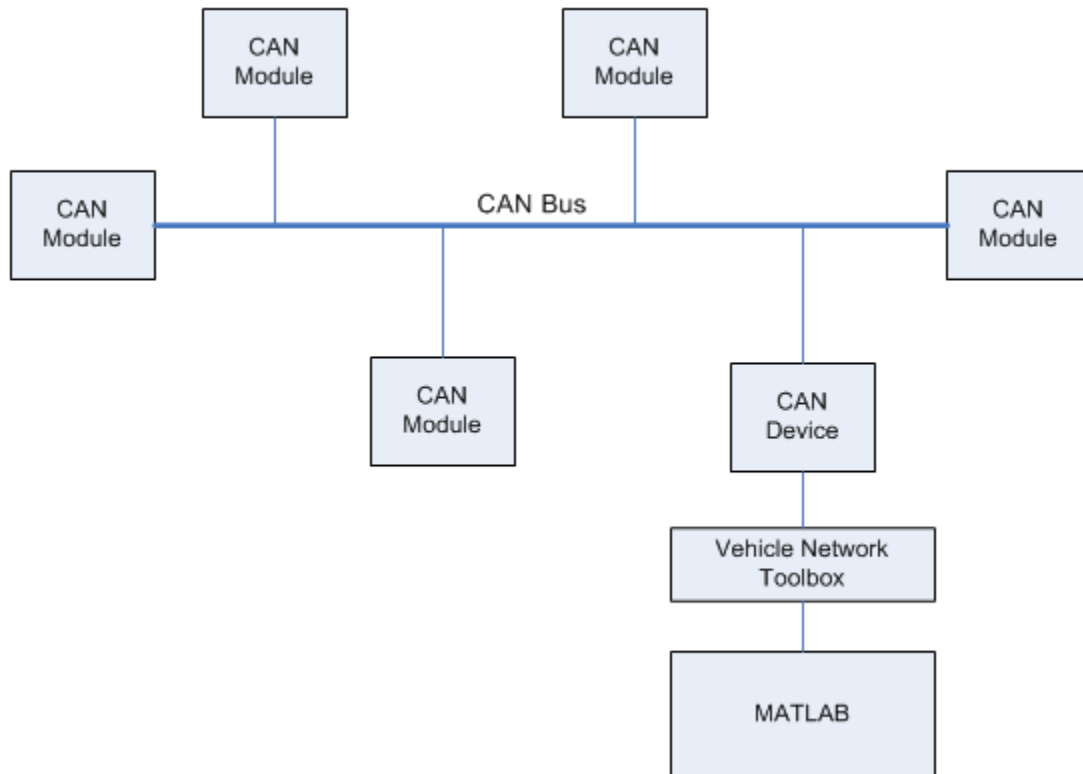 CAN
Module
CAN
Module
CAN
Module
CAN Bus
CAN
Module
CAN
Module
CAN
Device
Vehicle Network
Toolbox
MATLAB